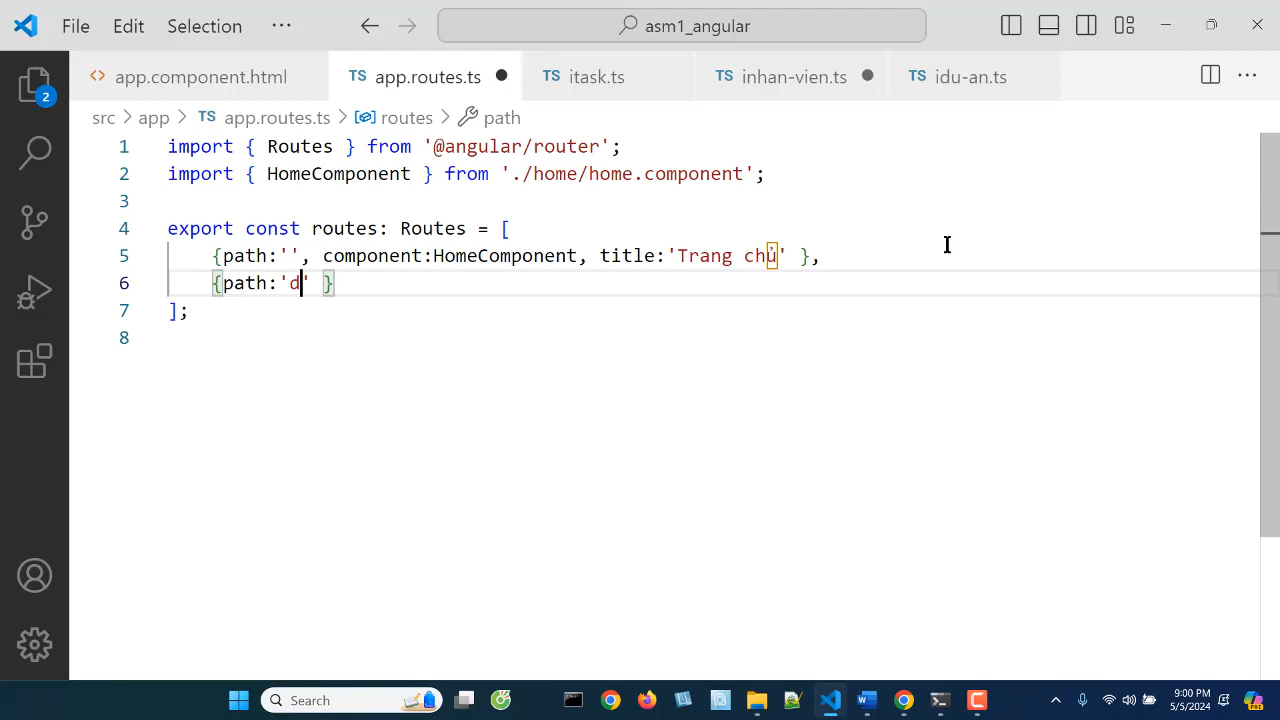 File Edit Selection ··· asm1_angular
app.component.html TS app.routes.ts TS itask.ts TS inhan-vien.ts TS idu-an.ts ···
src > app > TS app.routes.ts > routes > path
1 import { Routes } from '@angular/router';
2 import { HomeComponent } from './home/home.component';
3
4 export const routes: Routes = [
5 {path:'', component:HomeComponent, title:'Trang chủ' },
6 {path:'d' }
7 ];
8
2
Search
9:00 PM
5/5/2024
PRE